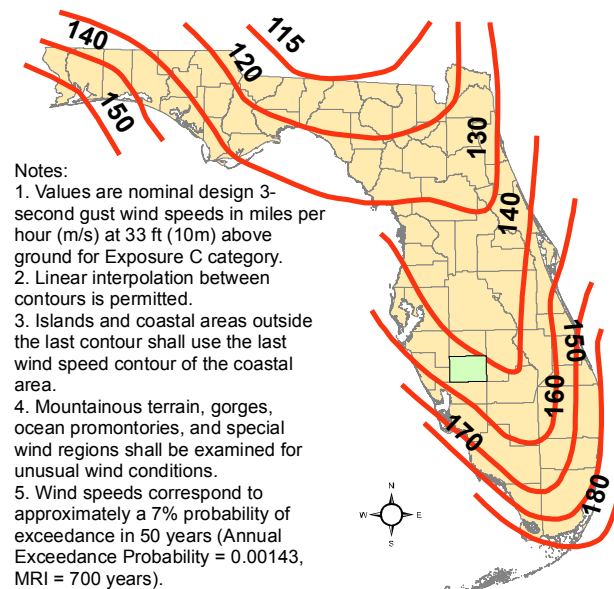 115
140
120
150
130
Notes:
1. Values are nominal design 3-
second gust wind speeds in miles per
hour (m/s) at 33 ft (10m) above
ground for Exposure C category.
2. Linear interpolation between
contours is permitted.
3. Islands and coastal areas outside
the last contour shall use the last
wind speed contour of the coastal
area.
4. Mountainous terrain, gorges,
ocean promontories, and special
wind regions shall be examined for
unusual wind conditions.
5. Wind speeds correspond to
approximately a 7% probability of
exceedance in 50 years (Annual
Exceedance Probability = 0.00143,
MRI = 700 years).
140
150
160
170
180
N
W E
S